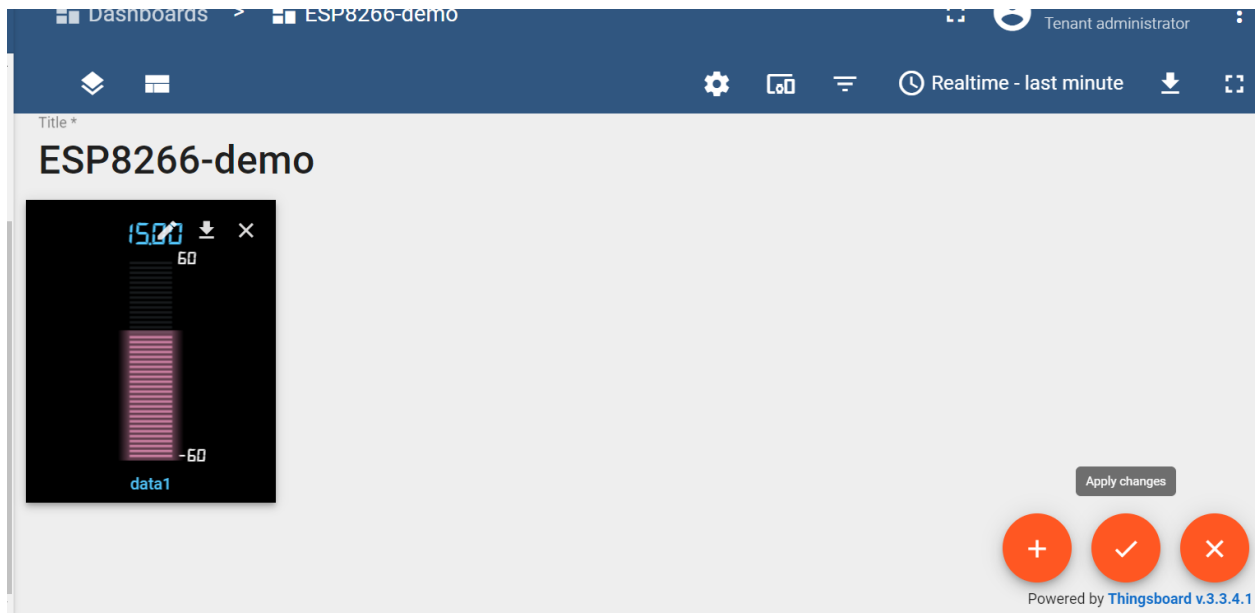 Dashboards > ESP8266-demo
Tenant administrator
Realtime - last minute
Title *
ESP8266-demo
15.00
60
-60
data1
Apply changes
Powered by Thingsboard v.3.3.4.1